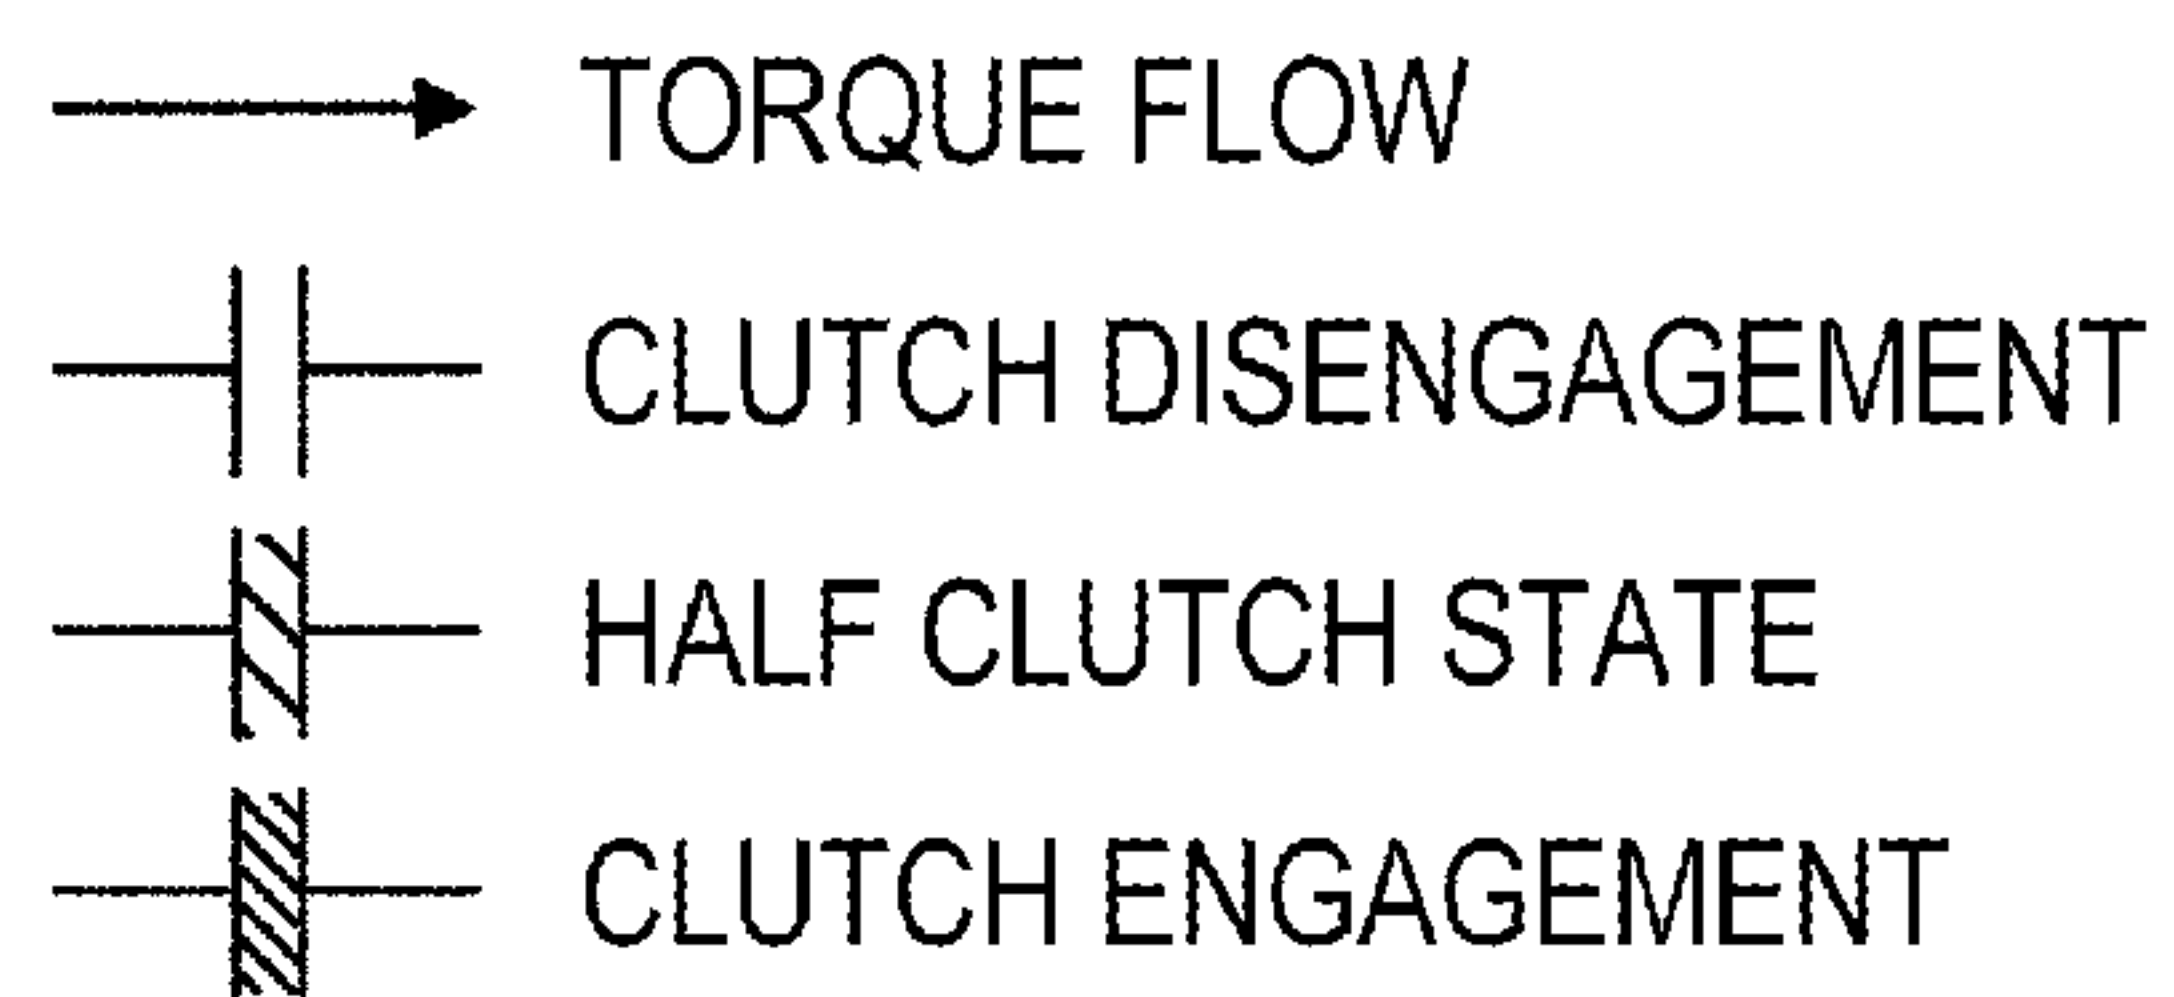 TORQUE FLOW
CLUTCH DISENGAGEMENT
HALF CLUTCH STATE
CLUTCH ENGAGEMENT